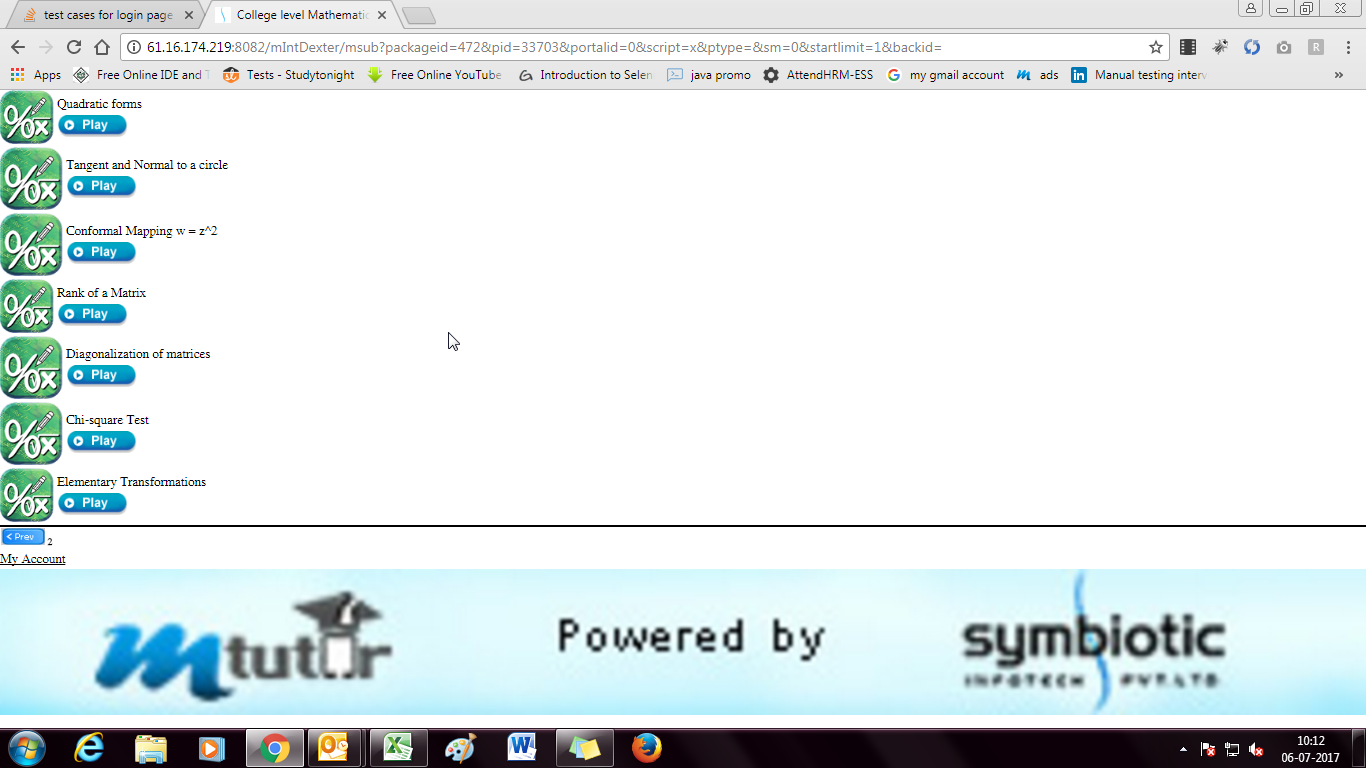 test cases for login page
College level Mathematic
61.16.174.219:8082/mIntDexter/msub?packageid=472&pid=33703&portalid=0&script=x&ptype=&sm=0&startlimit=1&backid=
Apps Free Online IDE and T Tests - Studytonight Free Online YouTube Introduction to Selen java promo AttendHRM-ESS my gmail account ads Manual testing interv »
Quadratic forms
Play
Tangent and Normal to a circle
Play
Conformal Mapping w = z^2
Play
Rank of a Matrix
Play
Diagonalization of matrices
Play
Chi-square Test
Play
Elementary Transformations
Play
< Prev 2
My Account
mtutor Powered by symbiotic
INFOTECH PVT.LTD.
10:12
06-07-2017